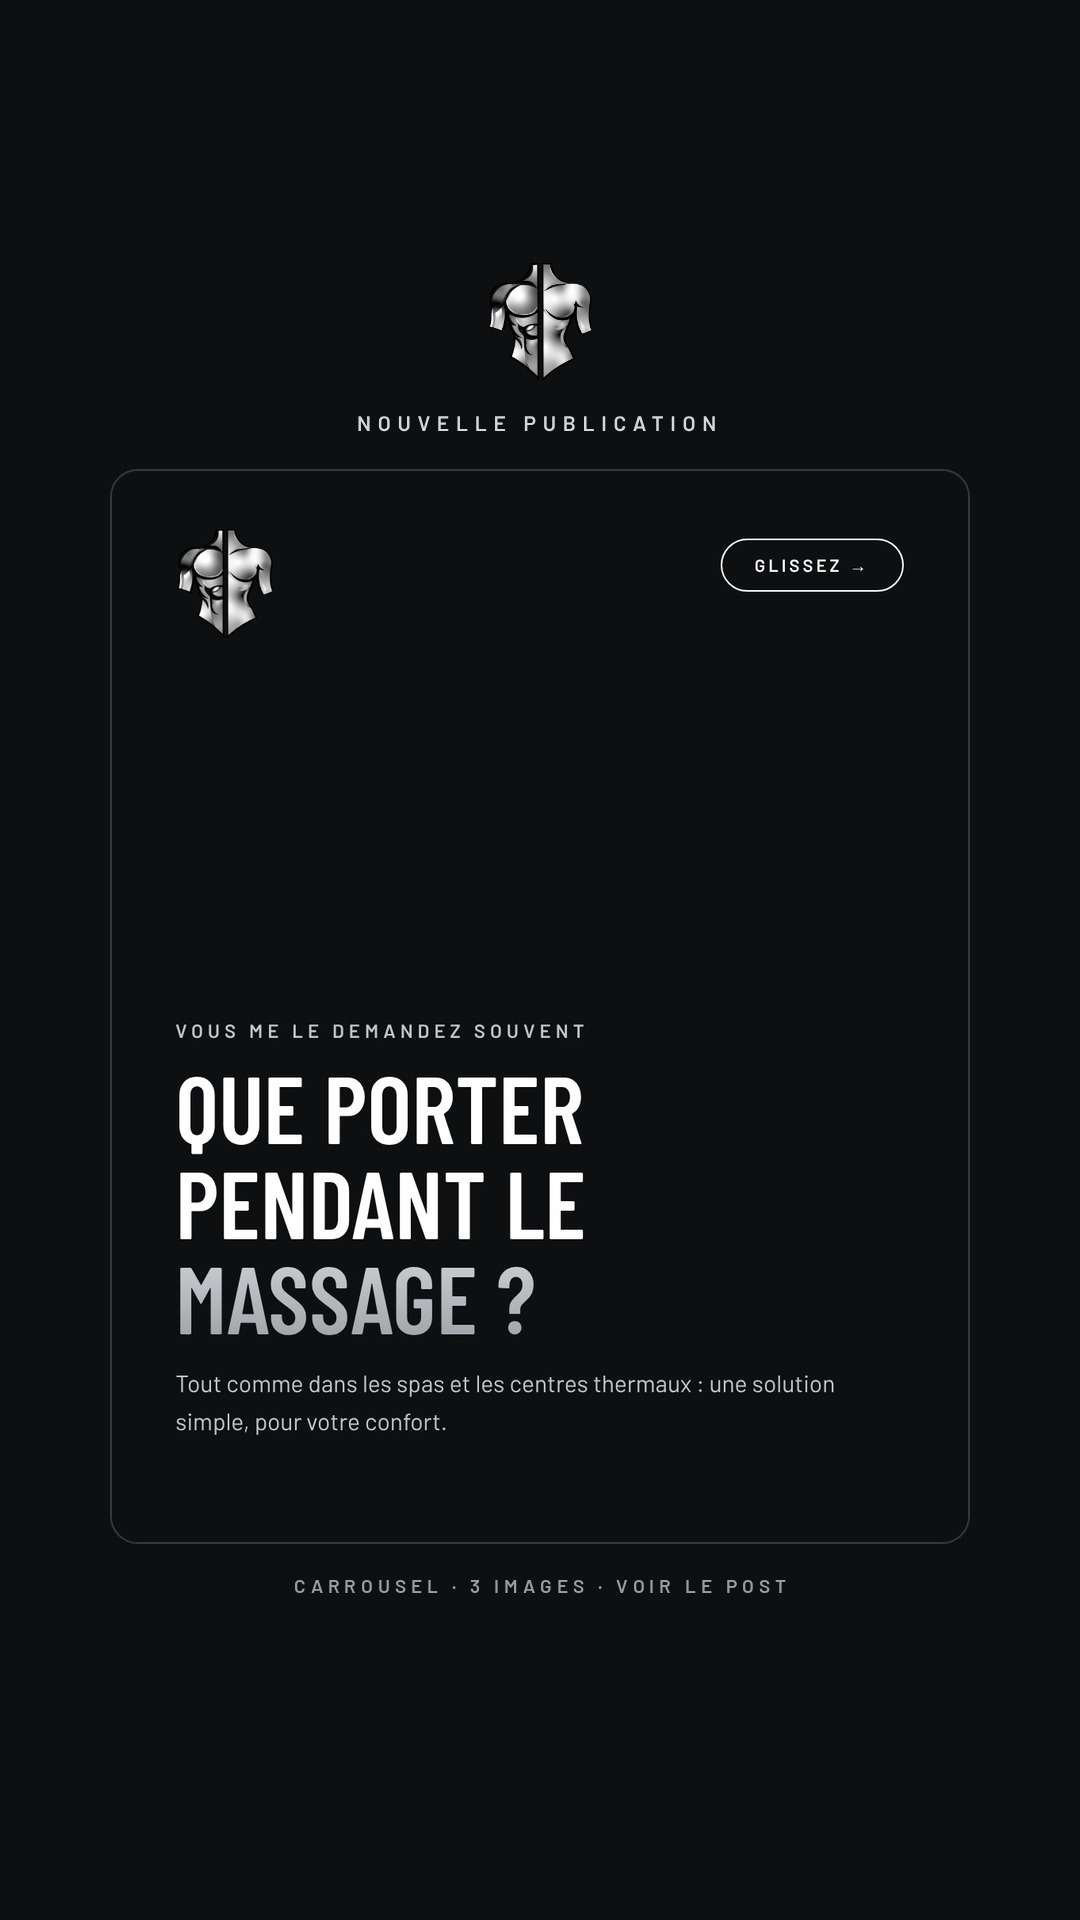 NOUVELLE PUBLICATION
GLISSEZ →
VOUS ME LE DEMANDEZ SOUVENT
QUE PORTER
PENDANT LE
MASSAGE ?
Tout comme dans les spas et les centres thermaux : une solution
simple, pour votre confort.
CARROUSEL · 3 IMAGES · VOIR LE POST